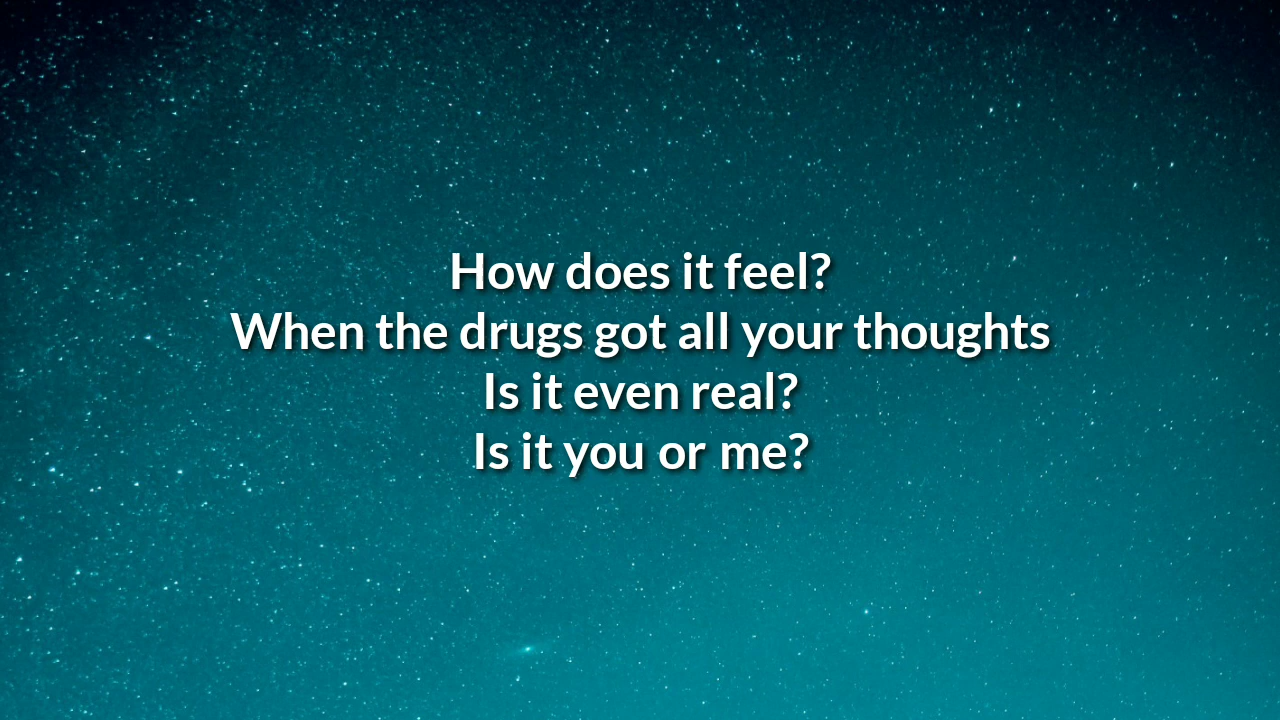 How does it feel?
When the drugs got all your thoughts
Is it even real?
Is it you or me?